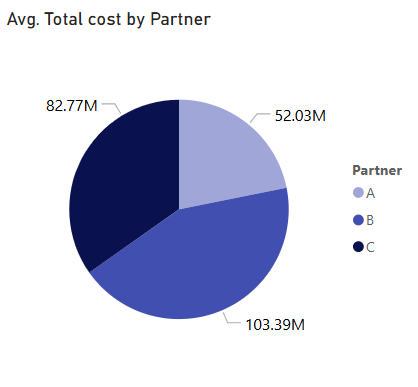 Avg. Total cost by Partner
82.77M
52.03M
Partner
A
B
C
103.39M